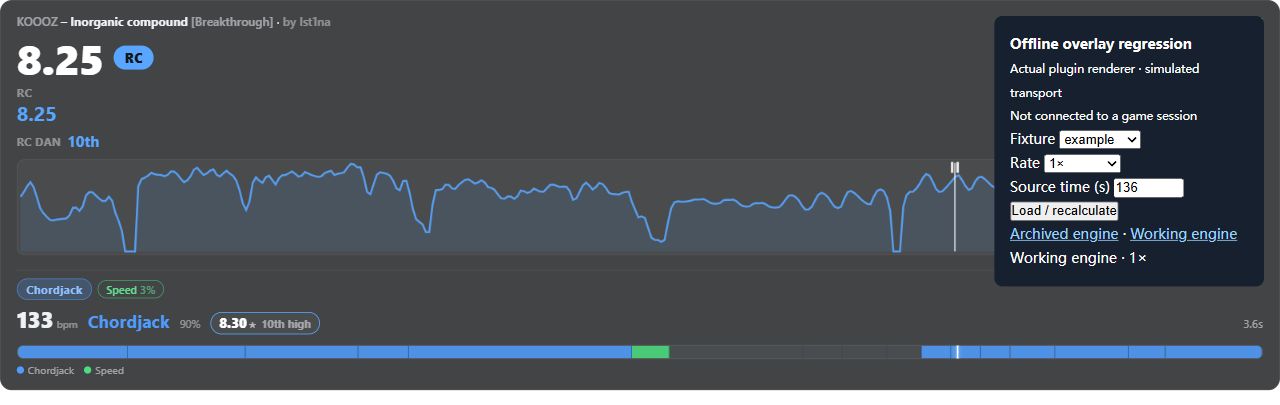 KOOOZ – Inorganic compound [Breakthrough] · by Ist1na
8.25 RC
RC
8.25
RC DAN 10th
Offline overlay regression
Actual plugin renderer · simulated
transport
Not connected to a game session
Fixture example
Rate 1×
Source time (s) 136
Load / recalculate
Archived engine · Working engine
Working engine · 1×
Chordjack Speed 3%
133 bpm Chordjack 90% 8.30★ 10th high 3.6s
Chordjack Speed